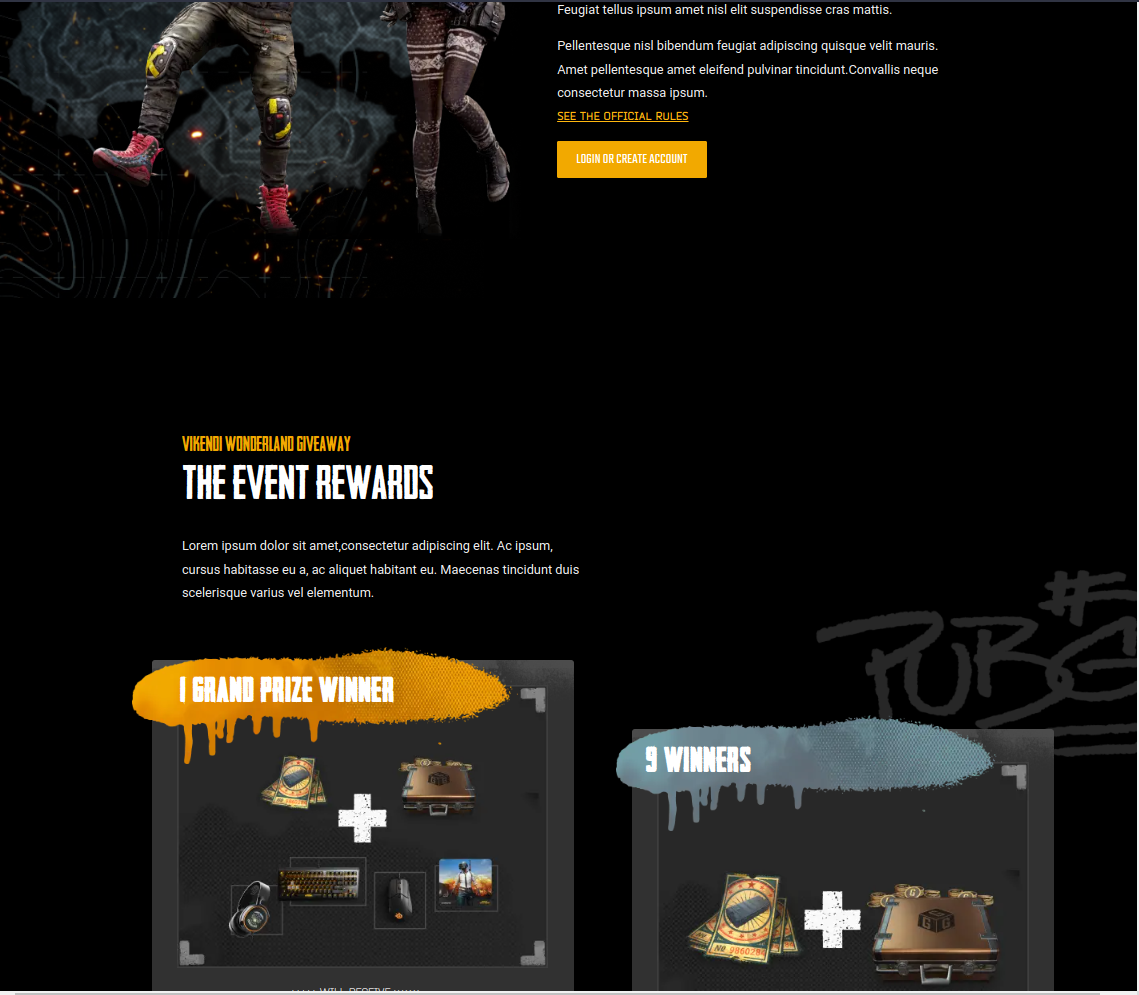 Feugiat tellus ipsum amet nisl elit suspendisse cras mattis.
Pellentesque nisl bibendum feugiat adipiscing quisque velit mauris.
Amet pellentesque amet eleifend pulvinar tincidunt.Convallis neque
consectetur massa ipsum.
SEE THE OFFICIAL RULES
LOGIN OR CREATE ACCOUNT
VIKENDI WONDERLAND GIVEAWAY
THE EVENT REWARDS
Lorem ipsum dolor sit amet,consectetur adipiscing elit. Ac ipsum,
cursus habitasse eu a, ac aliquet habitant eu. Maecenas tincidunt duis
scelerisque varius vel elementum.
#PUBG
1 GRAND PRIZE WINNER
9 WINNERS
GTG
WILL RECEIVE